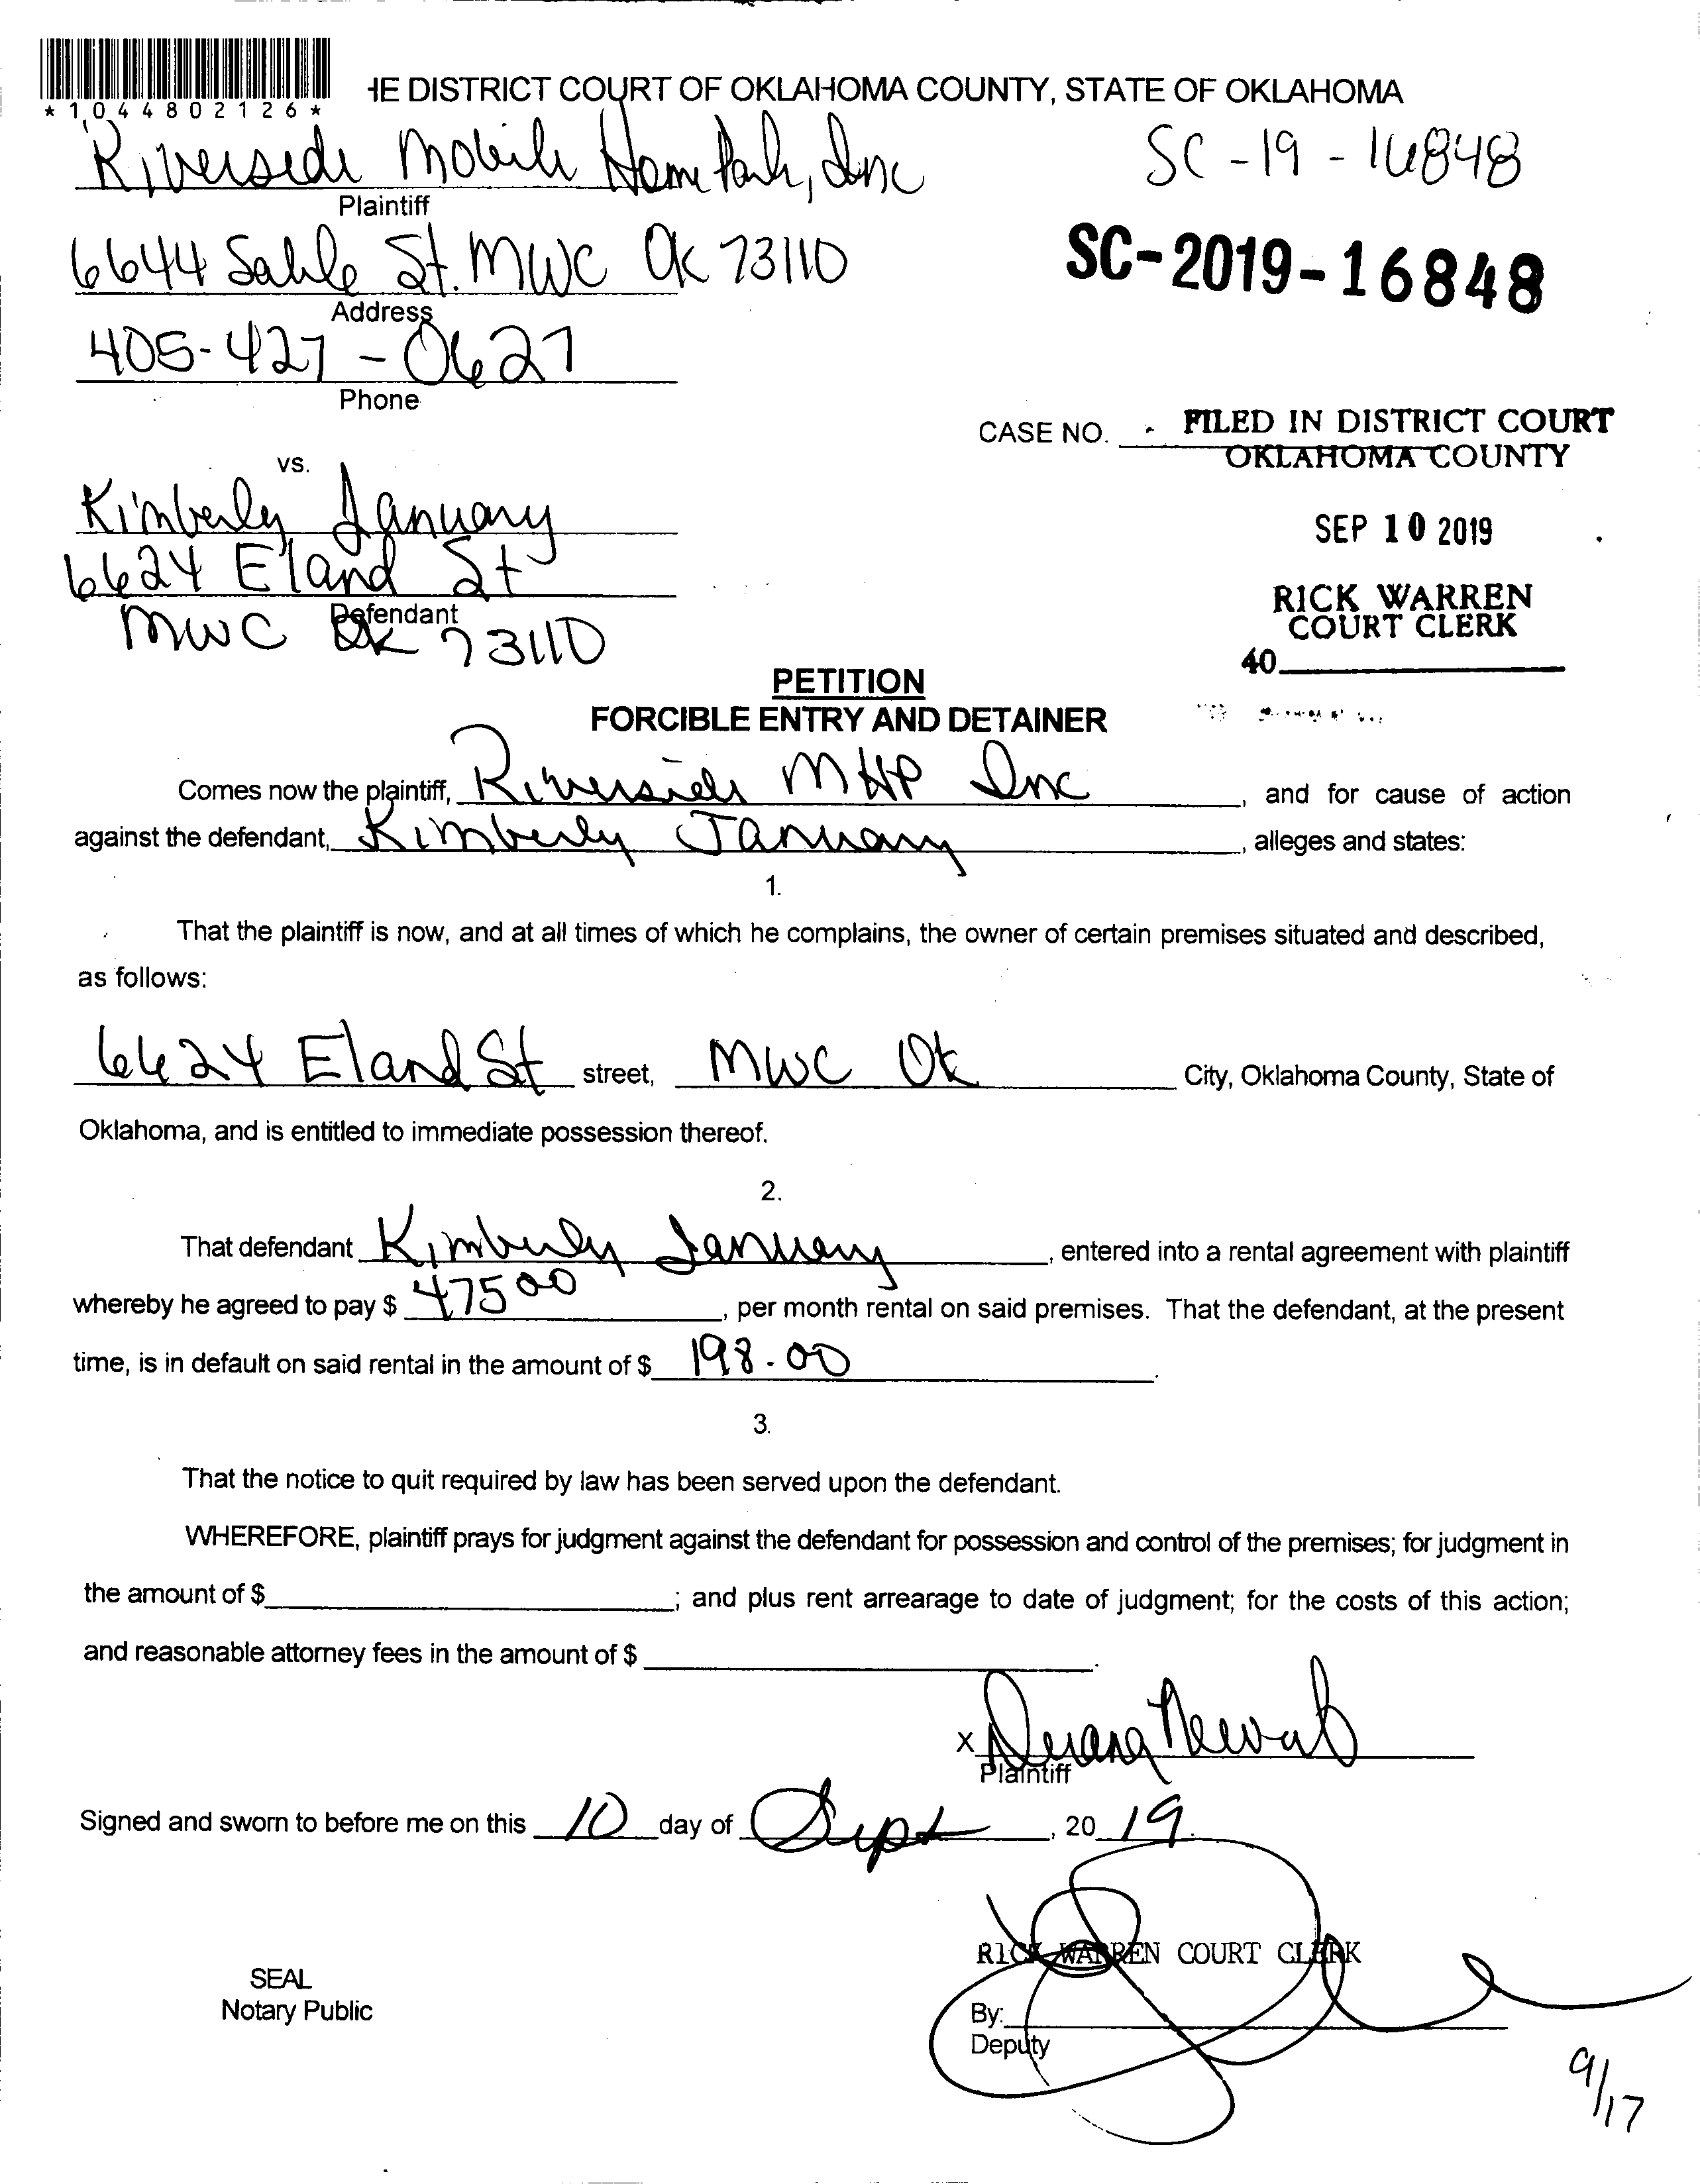 *1044802126*
HE DISTRICT COURT OF OKLAHOMA COUNTY, STATE OF OKLAHOMA
Riverside Mobile Home Park, Inc
SC-19-16848
Plaintiff
6644 Sable St. MWC Ok 73110
SC-2019-16848
Address
405-427-0627
Phone
CASE NO.
FILED IN DISTRICT COURT
OKLAHOMA COUNTY
vs.
Kimberly January
SEP 10 2019
6624 Eland St
RICK WARREN
COURT CLERK
Defendant
MWC Ok 73110
40
PETITION
FORCIBLE ENTRY AND DETAINER
Comes now the plaintiff, Riverside MHP Inc, and for cause of action
against the defendant, Kimberly January, alleges and states:
1.
That the plaintiff is now, and at all times of which he complains, the owner of certain premises situated and described,
as follows:
6624 Eland St street, MWC Ok City, Oklahoma County, State of
Oklahoma, and is entitled to immediate possession thereof.
2.
That defendant Kimberly January, entered into a rental agreement with plaintiff
whereby he agreed to pay $ 475 00, per month rental on said premises. That the defendant, at the present
time, is in default on said rental in the amount of $ 198.00.
3.
That the notice to quit required by law has been served upon the defendant.
WHEREFORE, plaintiff prays for judgment against the defendant for possession and control of the premises; for judgment in
the amount of $ ; and plus rent arrearage to date of judgment; for the costs of this action;
and reasonable attorney fees in the amount of $ .
x
Plaintiff
Signed and sworn to before me on this 10 day of Sept, 20 19.
RICK WARREN COURT CLERK
SEAL
Notary Public
By:
Deputy
9/17